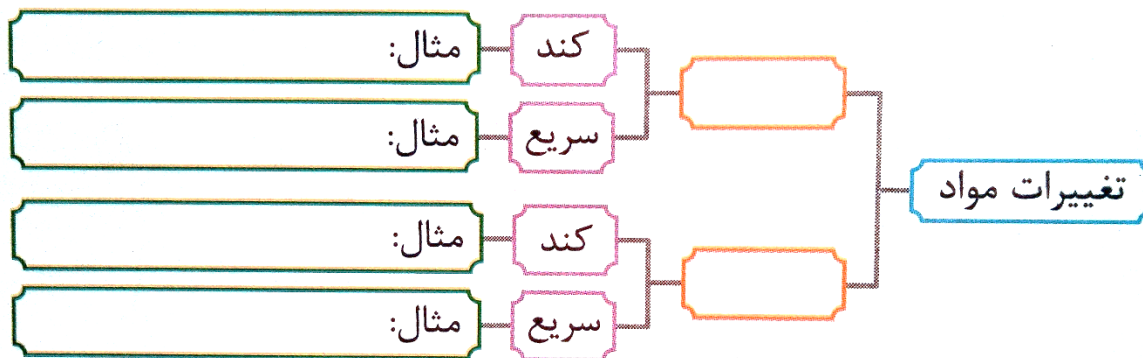 تغییرات مواد
کند
مثال:
سریع
مثال:
کند
مثال:
سریع
مثال: